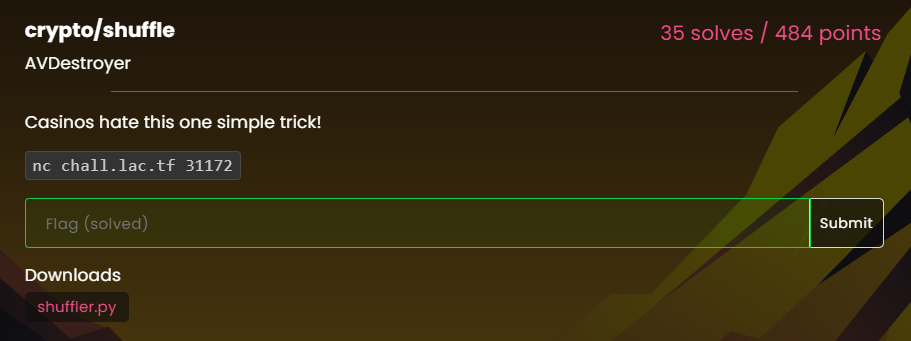 crypto/shuffle
35 solves / 484 points
AVDestroyer
Casinos hate this one simple trick!
nc chall.lac.tf 31172
Flag (solved)
Submit
Downloads
shuffler.py